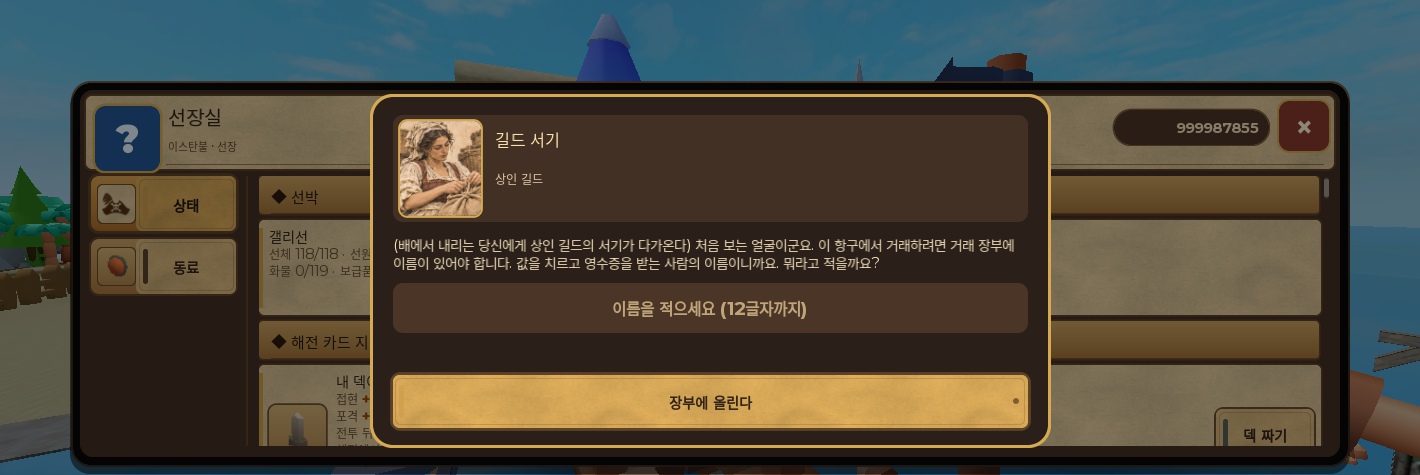 ?
선장실
이스탄불 · 선장
999987855
×
상태
동료
◆ 선박
갤리선
선체 118/118 · 선원
화물 0/119 · 보급품
◆ 해전 카드 지
내 덱
점현 +
포격 +
전투 뒤
덱 짜기
길드 서기
상인 길드
(배에서 내리는 당신에게 상인 길드의 서기가 다가온다) 처음 보는 얼굴이군요. 이 항구에서 거래하려면 거래 장부에
이름이 있어야 합니다. 값을 치르고 영수증을 받는 사람의 이름이니까요. 뭐라고 적을까요?
이름을 적으세요 (12글자까지)
장부에 올린다